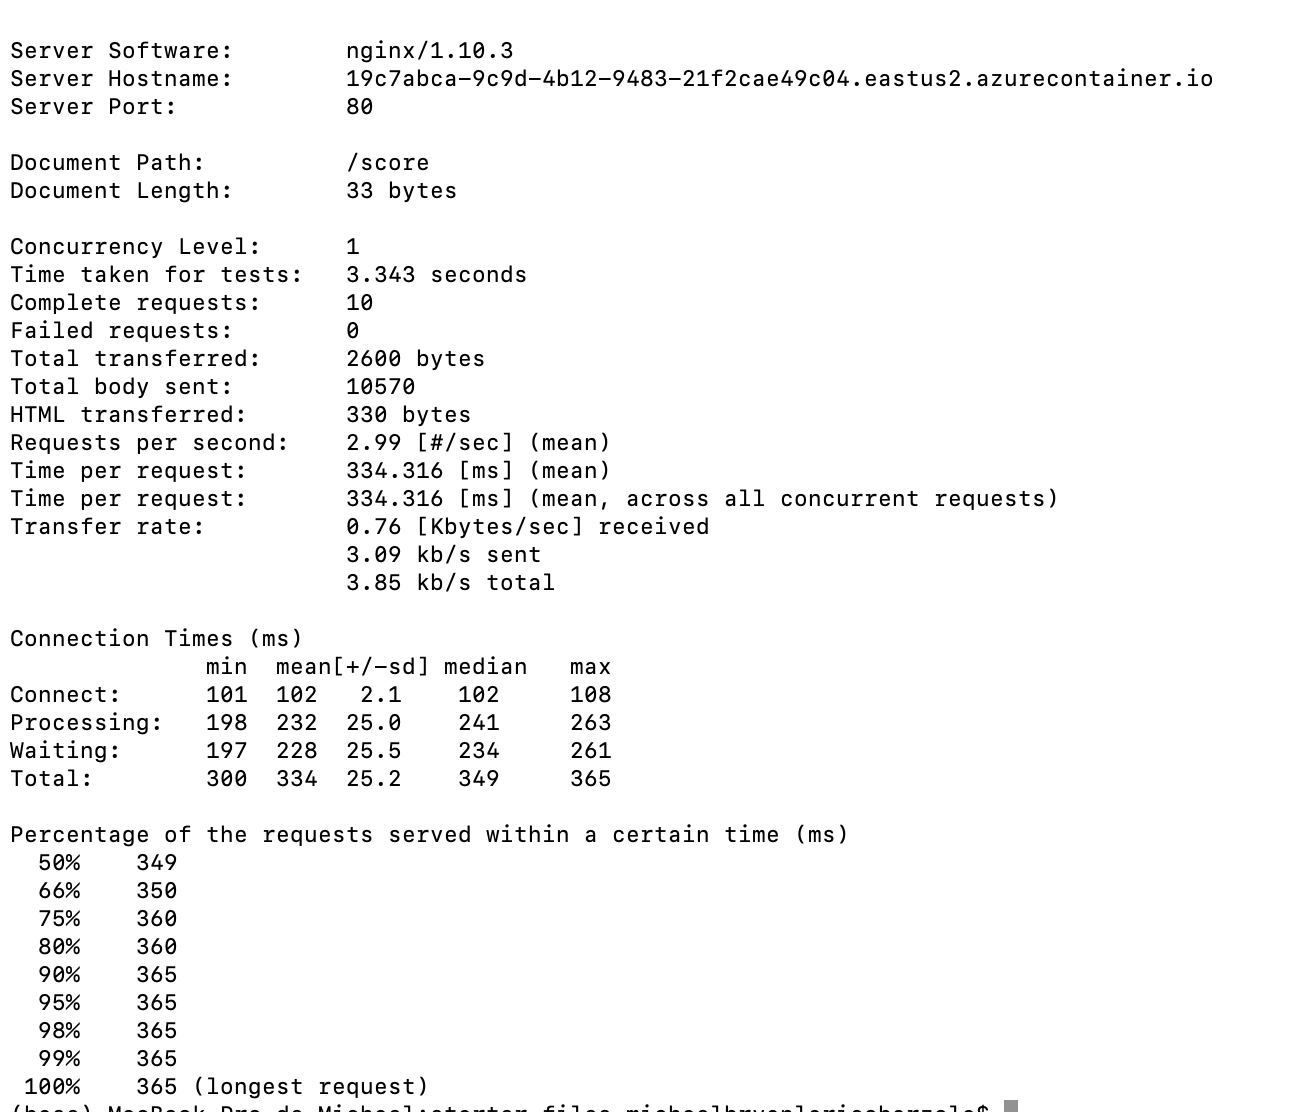 Server Software:        nginx/1.10.3
Server Hostname:        19c7abca-9c9d-4b12-9483-21f2cae49c04.eastus2.azurecontainer.io
Server Port:            80
Document Path:          /score
Document Length:        33 bytes
Concurrency Level:      1
Time taken for tests:   3.343 seconds
Complete requests:      10
Failed requests:        0
Total transferred:      2600 bytes
Total body sent:        10570
HTML transferred:       330 bytes
Requests per second:    2.99 [#/sec] (mean)
Time per request:       334.316 [ms] (mean)
Time per request:       334.316 [ms] (mean, across all concurrent requests)
Transfer rate:          0.76 [Kbytes/sec] received
                        3.09 kb/s sent
                        3.85 kb/s total
Connection Times (ms)
              min  mean[+/-sd] median   max
Connect:      101  102   2.1    102     108
Processing:   198  232  25.0    241     263
Waiting:      197  228  25.5    234     261
Total:        300  334  25.2    349     365
Percentage of the requests served within a certain time (ms)
  50%    349
  66%    350
  75%    360
  80%    360
  90%    365
  95%    365
  98%    365
  99%    365
 100%    365 (longest request)
(base) MacBook-Pro-de-Michael:starter_files